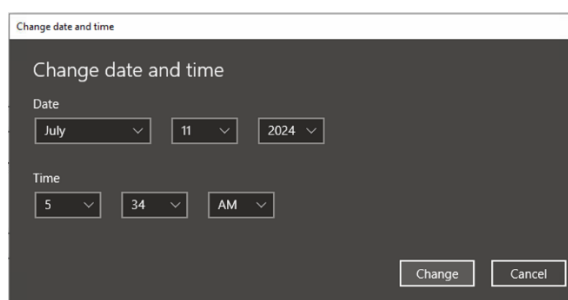 Change date and time
Change date and time
Date
July 11 2024
Time
5 34 AM
Change Cancel